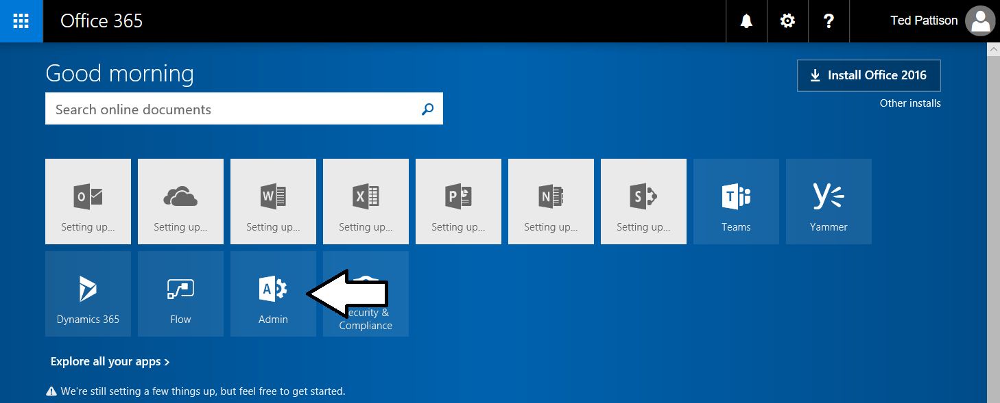 Office 365
Ted Pattison
Good morning
Install Office 2016
Search online documents
Other installs
O
W
X
P
N
S
T
Setting up...
Setting up...
Setting up...
Setting up...
Setting up...
Setting up...
Setting up...
Teams
Yammer
A
Dynamics 365
Flow
Admin
ecurity &
Compliance
Explore all your apps >
We're still setting a few things up, but feel free to get started.